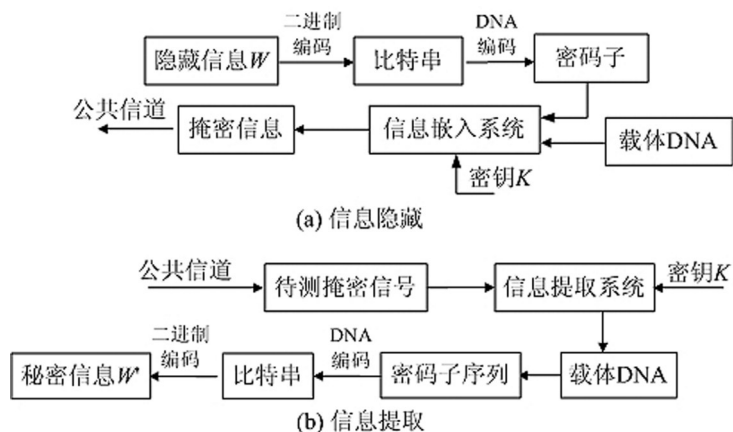 二进制
编码
DNA
编码
隐藏信息W
比特串
密码子
公共信道
掩密信息
信息嵌入系统
载体DNA
密钥K
(a) 信息隐藏
公共信道
待测掩密信号
信息提取系统
密钥K
二进制
编码
DNA
编码
秘密信息W
比特串
密码子序列
载体DNA
(b) 信息提取